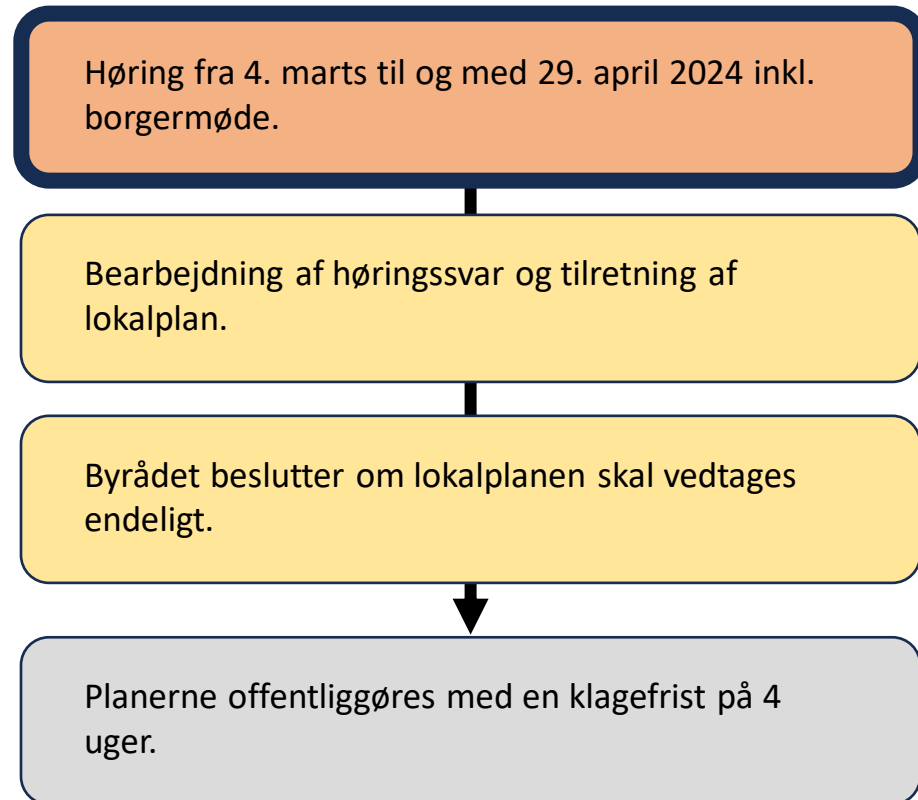 Høring fra 4. marts til og med 29. april 2024 inkl.
borgermøde.
Bearbejdning af høringssvar og tilretning af
lokalplan.
Byrådet beslutter om lokalplanen skal vedtages
endeligt.
Planerne offentliggøres med en klagefrist på 4
uger.